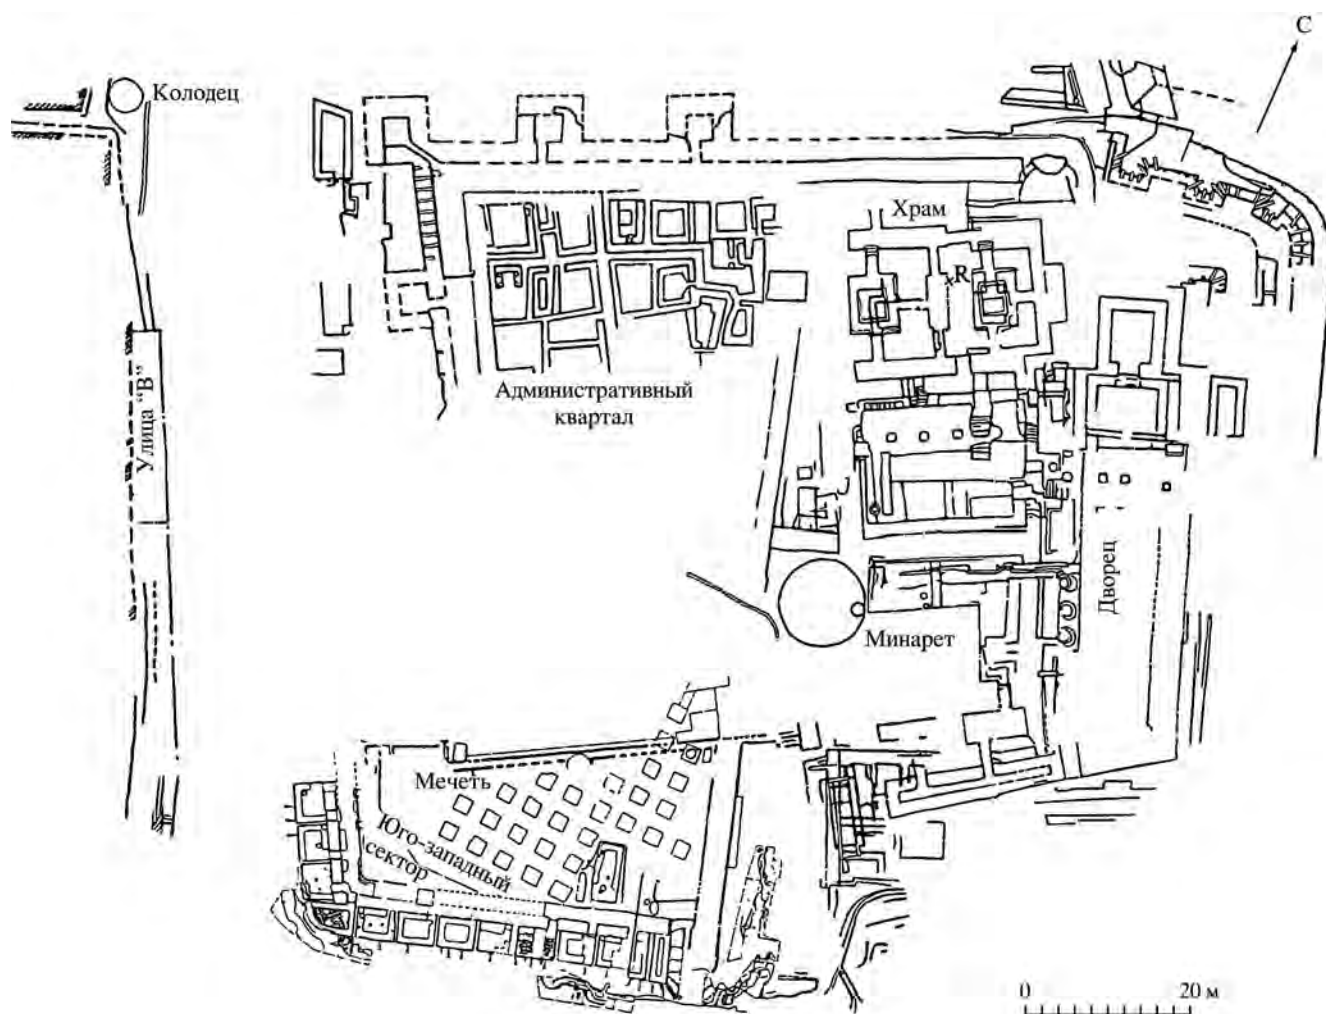 С
Колодец
Храм
R
Административный
квартал
Улица “В”
Дворец
Минарет
Мечеть
Юго-западный
сектор
0 20 м